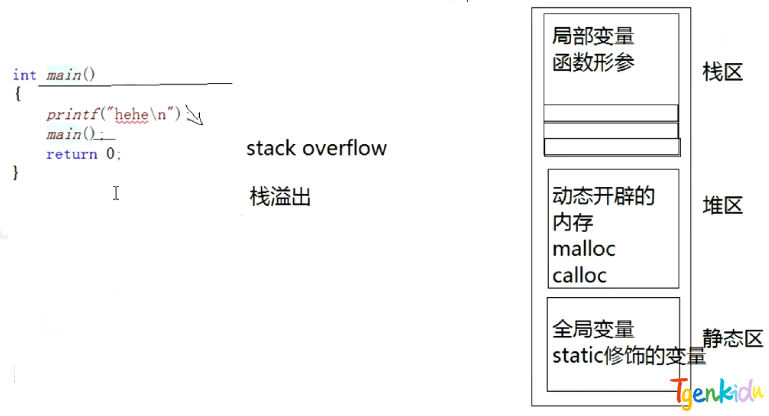 int main()
{
printf("hehe\n");
main();
return 0;
}
stack overflow
栈溢出
局部变量
函数形参
栈区
动态开辟的
内存
malloc
calloc
堆区
全局变量
static修饰的变量
静态区
Tgenkidu